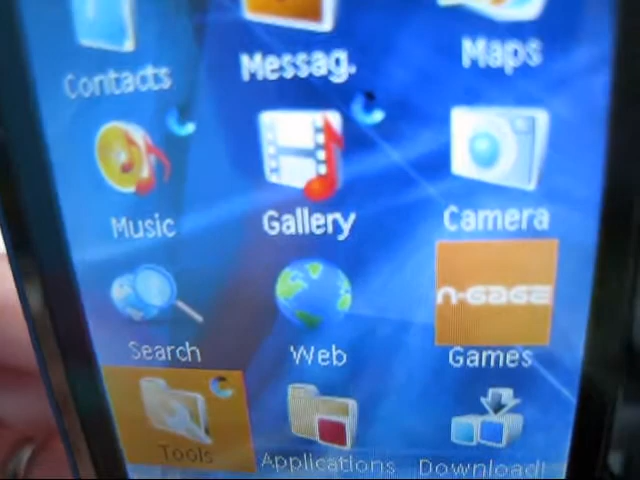 Contacts
Messag.
Maps
Music
Gallery
Camera
n-gage
Search
Web
Games
Tools
Applications
Download!